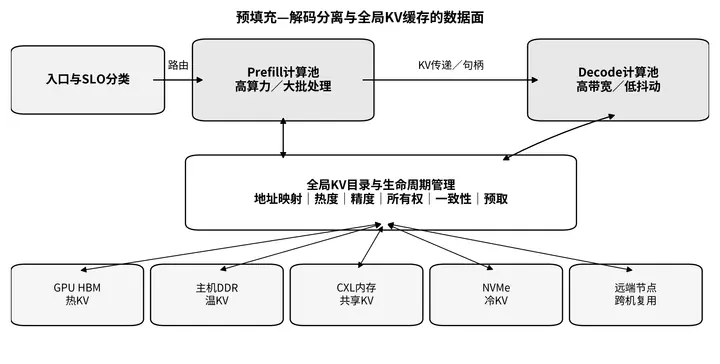 预填充—解码分离与全局KV缓存的数据面
入口与SLO分类
路由
Prefill计算池
高算力／大批处理
KV传递／句柄
Decode计算池
高带宽／低抖动
全局KV目录与生命周期管理
地址映射｜热度｜精度｜所有权｜一致性｜预取
GPU HBM
热KV
主机DDR
温KV
CXL内存
共享KV
NVMe
冷KV
远端节点
跨机复用